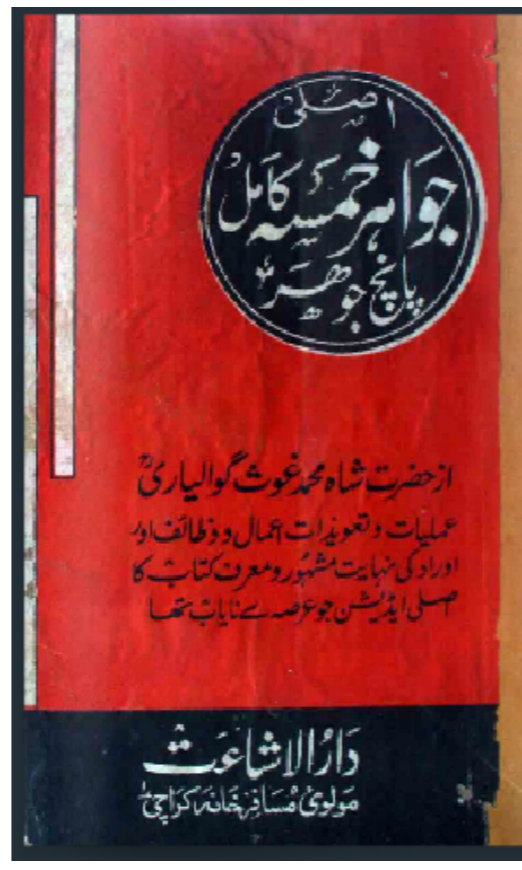 اصلی
جواہر خمسہ کامل
پانچ جوہر
از حضرت شاہ محمد غوث گوالیاریؒ
عملیات و تعویذات اعمال و وظائف اور
اوراد کی نہایت مشہور و معرف کتاب کا
اصلی ایڈیشن جو عرصہ سے نایاب تھا
دارالاشاعت
مولوی مسافر خانہ کراچی